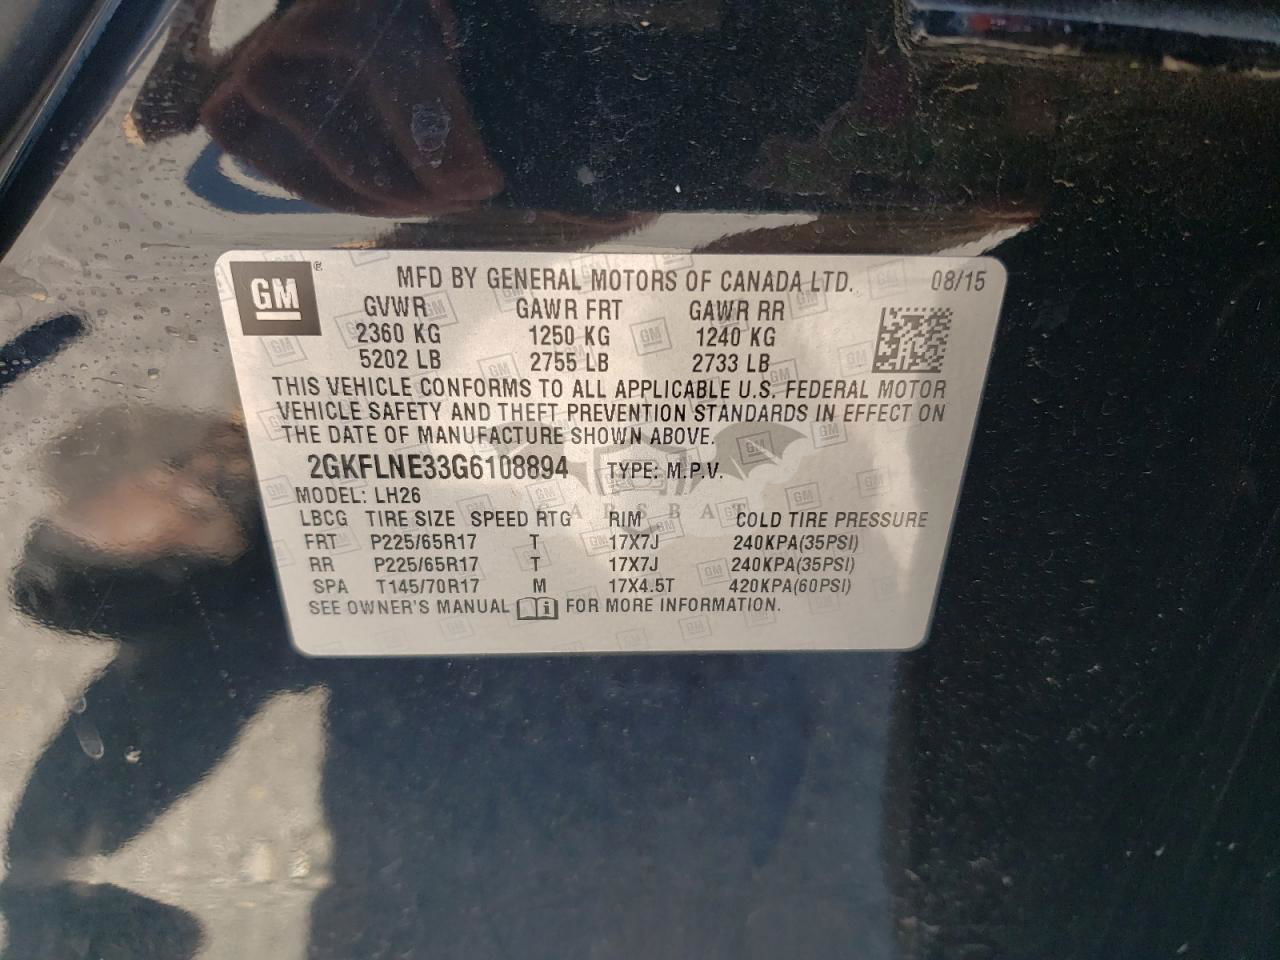 GM® MFD BY GENERAL MOTORS OF CANADA LTD. 08/15
GVWR GAWR FRT GAWR RR
2360 KG 1250 KG 1240 KG
5202 LB 2755 LB 2733 LB
THIS VEHICLE CONFORMS TO ALL APPLICABLE U.S. FEDERAL MOTOR
VEHICLE SAFETY AND THEFT PREVENTION STANDARDS IN EFFECT ON
THE DATE OF MANUFACTURE SHOWN ABOVE.
2GKFLNE33G6108894 TYPE: M.P.V.
MODEL: LH26
CARSBAT
LBCG TIRE SIZE SPEED RTG RIM COLD TIRE PRESSURE
FRT P225/65R17 T 17X7J 240KPA(35PSI)
RR P225/65R17 T 17X7J 240KPA(35PSI)
SPA T145/70R17 M 17X4.5T 420KPA(60PSI)
SEE OWNER'S MANUAL i FOR MORE INFORMATION.